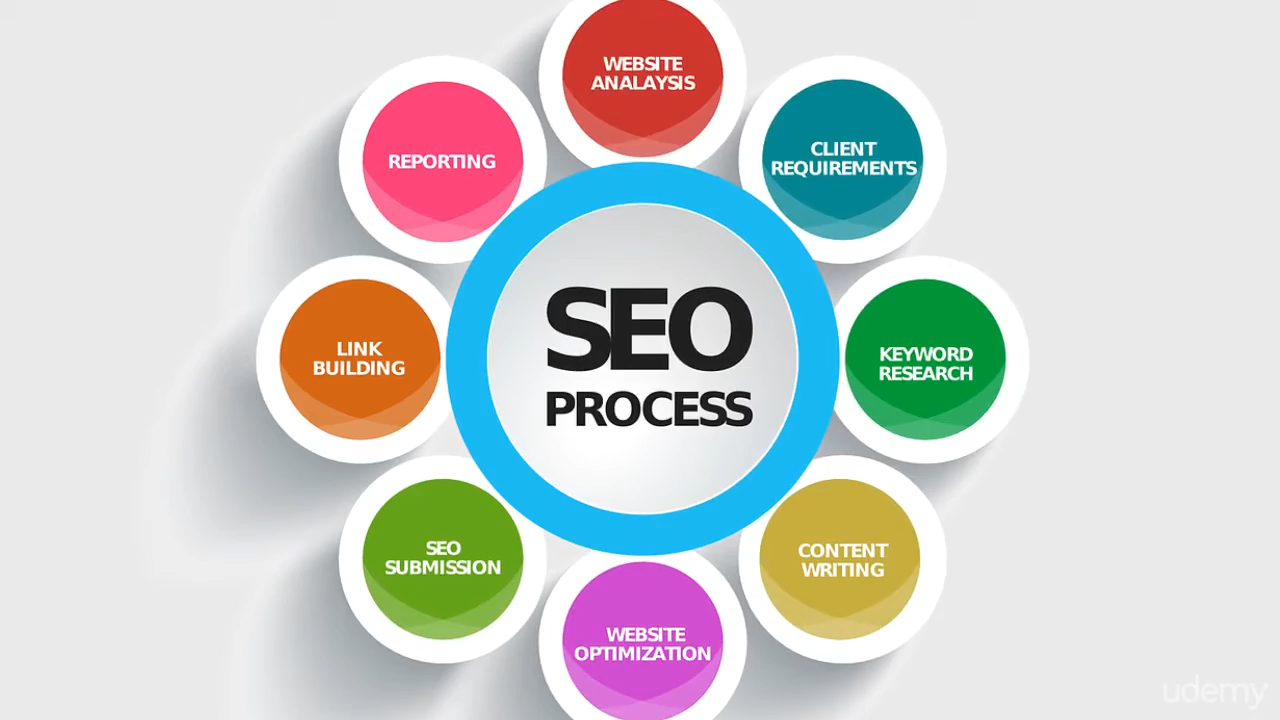 WEBSITE
ANALAYSIS
CLIENT
REQUIREMENTS
KEYWORD
RESEARCH
CONTENT
WRITING
WEBSITE
OPTIMIZATION
SEO
SUBMISSION
LINK
BUILDING
REPORTING
SEO
PROCESS
udemy